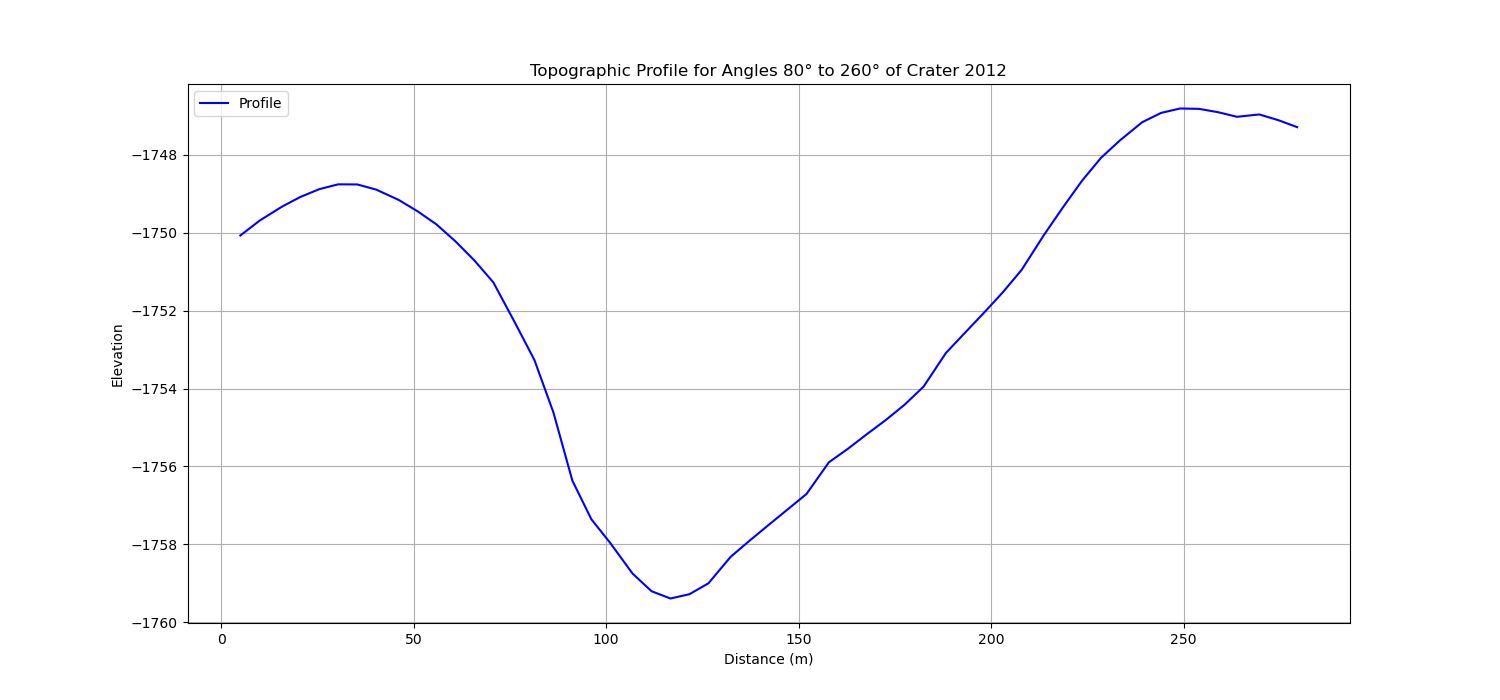 Topographic Profile for Angles 80° to 260° of Crater 2012
Profile
−1748
−1750
−1752
−1754
−1756
−1758
−1760
Elevation
0 50 100 150 200 250
Distance (m)